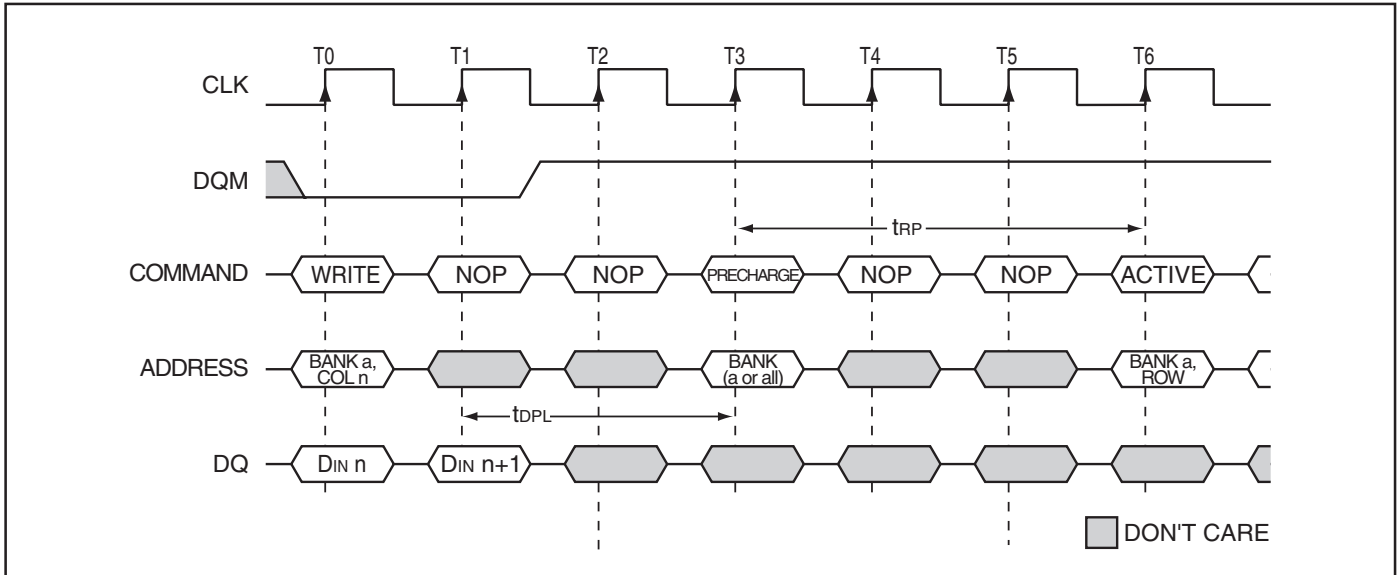 T0 T1 T2 T3 T4 T5 T6
CLK
DQM
tRP
COMMAND WRITE NOP NOP PRECHARGE NOP NOP ACTIVE
ADDRESS BANK a, COL n BANK (a or all) BANK a, ROW
tDPL
DQ DIN n DIN n+1
DON'T CARE